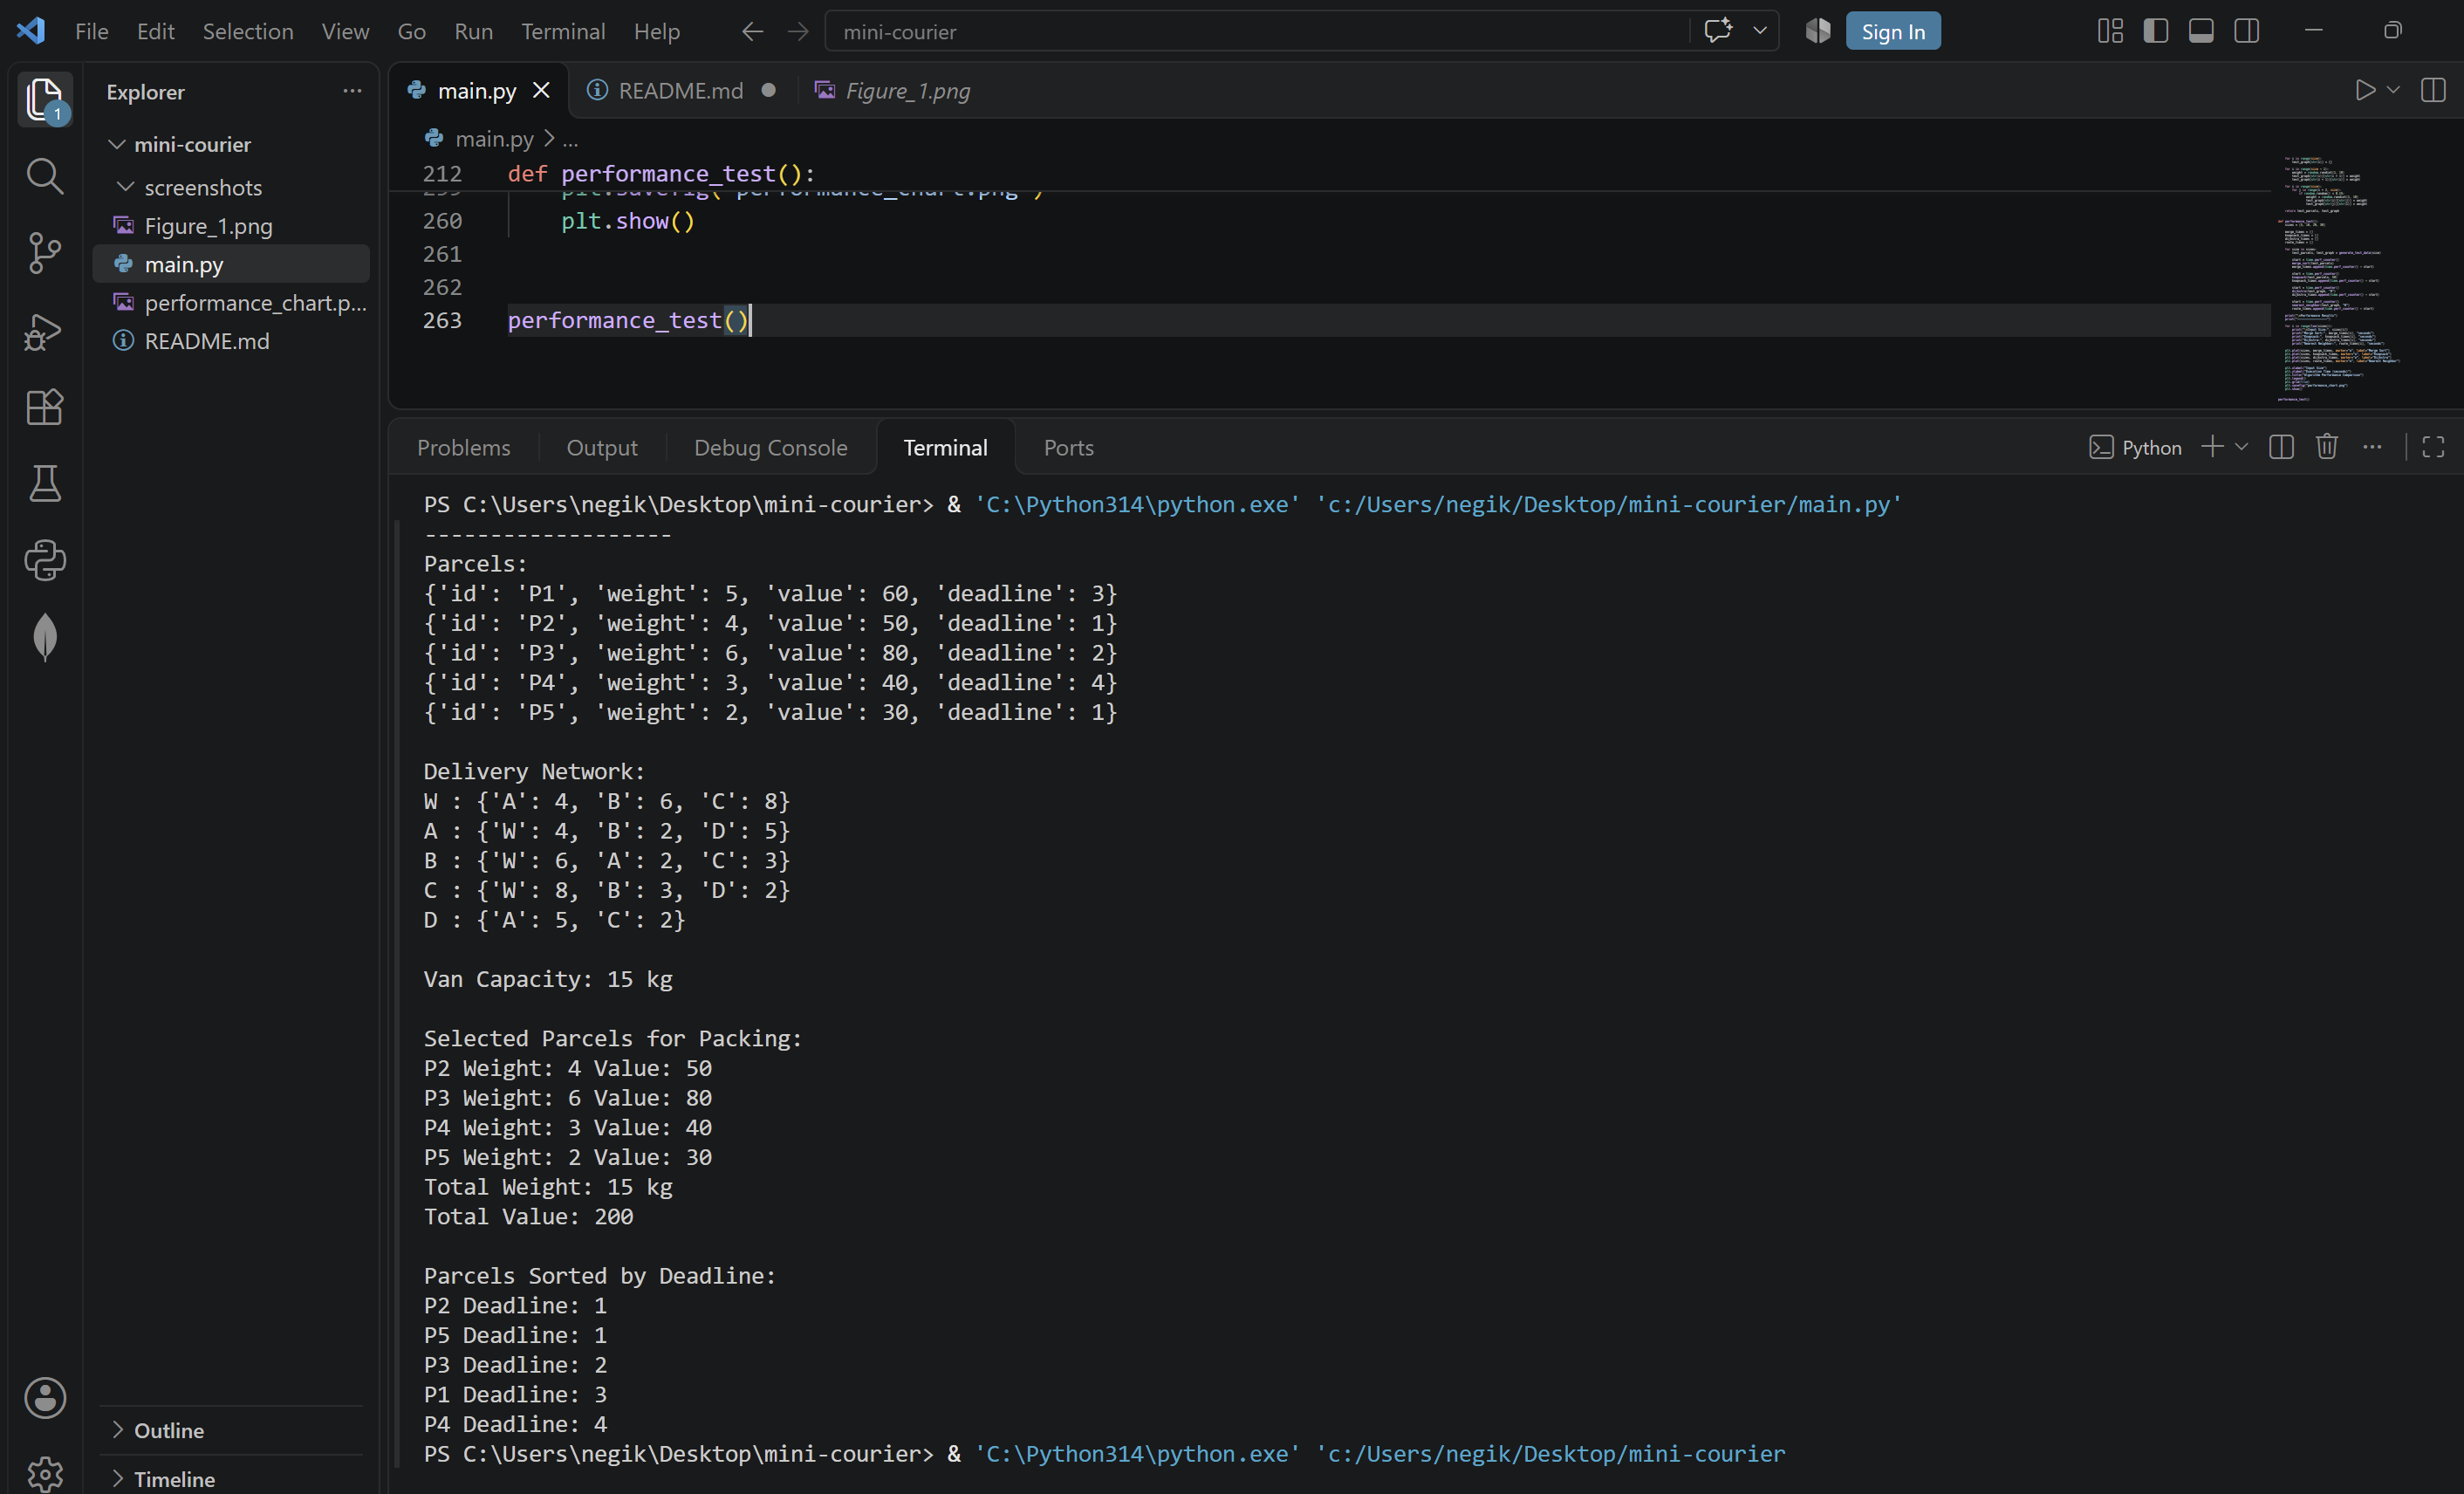 File Edit Selection View Go Run Terminal Help
mini-courier
Sign In
Explorer
1
mini-courier
screenshots
Figure_1.png
main.py
performance_chart.p...
README.md
Outline
Timeline
main.py README.md Figure_1.png
main.py > ...
212 def performance_test():
260 plt.show()
261
262
263 performance_test()
Problems Output Debug Console Terminal Ports
Python
PS C:\Users\negik\Desktop\mini-courier> & 'C:\Python314\python.exe' 'c:/Users/negik/Desktop/mini-courier/main.py'
-------------------
Parcels:
{'id': 'P1', 'weight': 5, 'value': 60, 'deadline': 3}
{'id': 'P2', 'weight': 4, 'value': 50, 'deadline': 1}
{'id': 'P3', 'weight': 6, 'value': 80, 'deadline': 2}
{'id': 'P4', 'weight': 3, 'value': 40, 'deadline': 4}
{'id': 'P5', 'weight': 2, 'value': 30, 'deadline': 1}
Delivery Network:
W : {'A': 4, 'B': 6, 'C': 8}
A : {'W': 4, 'B': 2, 'D': 5}
B : {'W': 6, 'A': 2, 'C': 3}
C : {'W': 8, 'B': 3, 'D': 2}
D : {'A': 5, 'C': 2}
Van Capacity: 15 kg
Selected Parcels for Packing:
P2 Weight: 4 Value: 50
P3 Weight: 6 Value: 80
P4 Weight: 3 Value: 40
P5 Weight: 2 Value: 30
Total Weight: 15 kg
Total Value: 200
Parcels Sorted by Deadline:
P2 Deadline: 1
P5 Deadline: 1
P3 Deadline: 2
P1 Deadline: 3
P4 Deadline: 4
PS C:\Users\negik\Desktop\mini-courier> & 'C:\Python314\python.exe' 'c:/Users/negik/Desktop/mini-courier